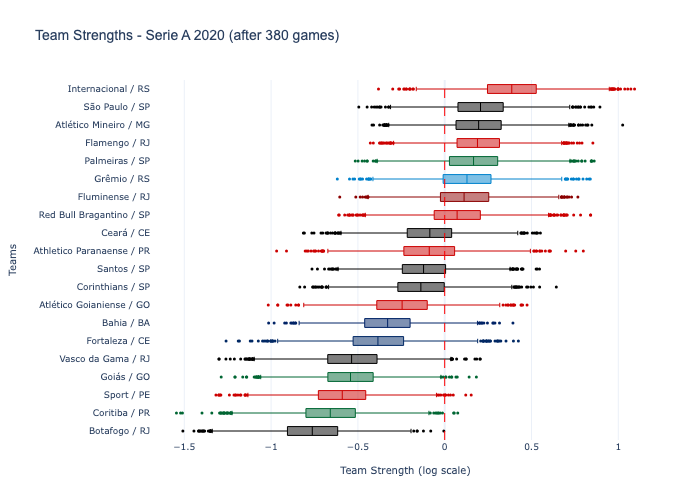 Team Strengths - Serie A 2020 (after 380 games)
Internacional / RS
São Paulo / SP
Atlético Mineiro / MG
Flamengo / RJ
Palmeiras / SP
Grêmio / RS
Fluminense / RJ
Red Bull Bragantino / SP
Ceará / CE
Athletico Paranaense / PR
Santos / SP
Corinthians / SP
Atlético Goianiense / GO
Bahia / BA
Fortaleza / CE
Vasco da Gama / RJ
Goiás / GO
Sport / PE
Coritiba / PR
Botafogo / RJ
Teams
−1.5 −1 −0.5 0 0.5 1
Team Strength (log scale)